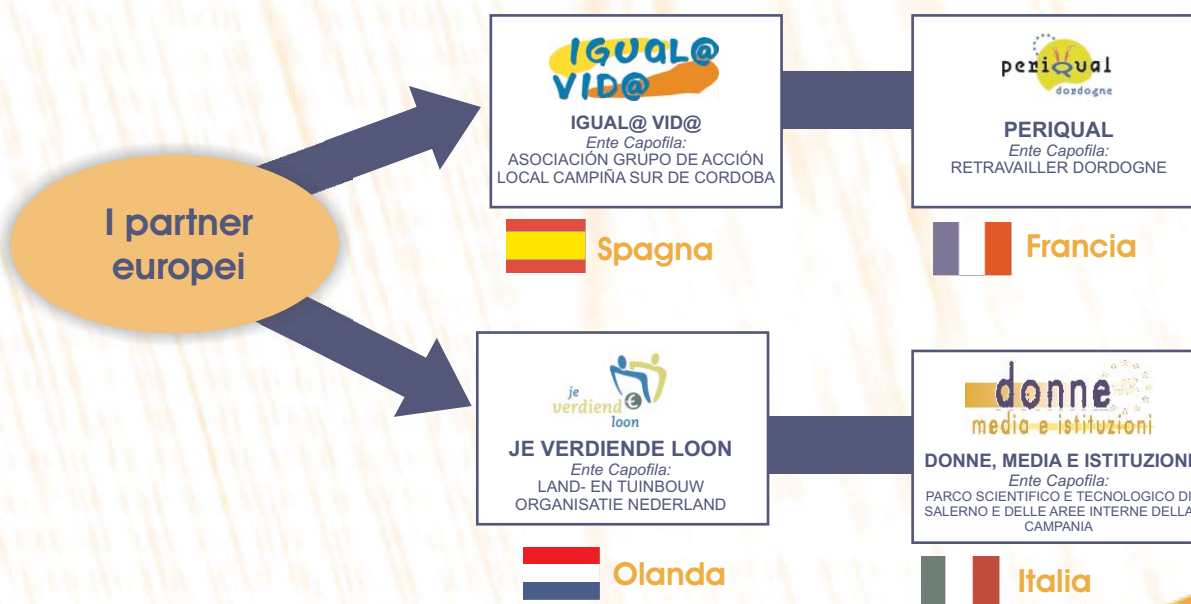 I partner
europei
IGUAL@
VID@
IGUAL@ VID@
Ente Capofila:
ASOCIACIÓN GRUPO DE ACCIÓN
LOCAL CAMPIÑA SUR DE CORDOBA
Spagna
periQual
dordogne
PERIQUAL
Ente Capofila:
RETRAVAILLER DORDOGNE
Francia
je
verdiend€
loon
JE VERDIENDE LOON
Ente Capofila:
LAND- EN TUINBOUW
ORGANISATIE NEDERLAND
Olanda
donne
media e istituzioni
DONNE, MEDIA E ISTITUZIONI
Ente Capofila:
PARCO SCIENTIFICO E TECNOLOGICO DI
SALERNO E DELLE AREE INTERNE DELLA
CAMPANIA
Italia